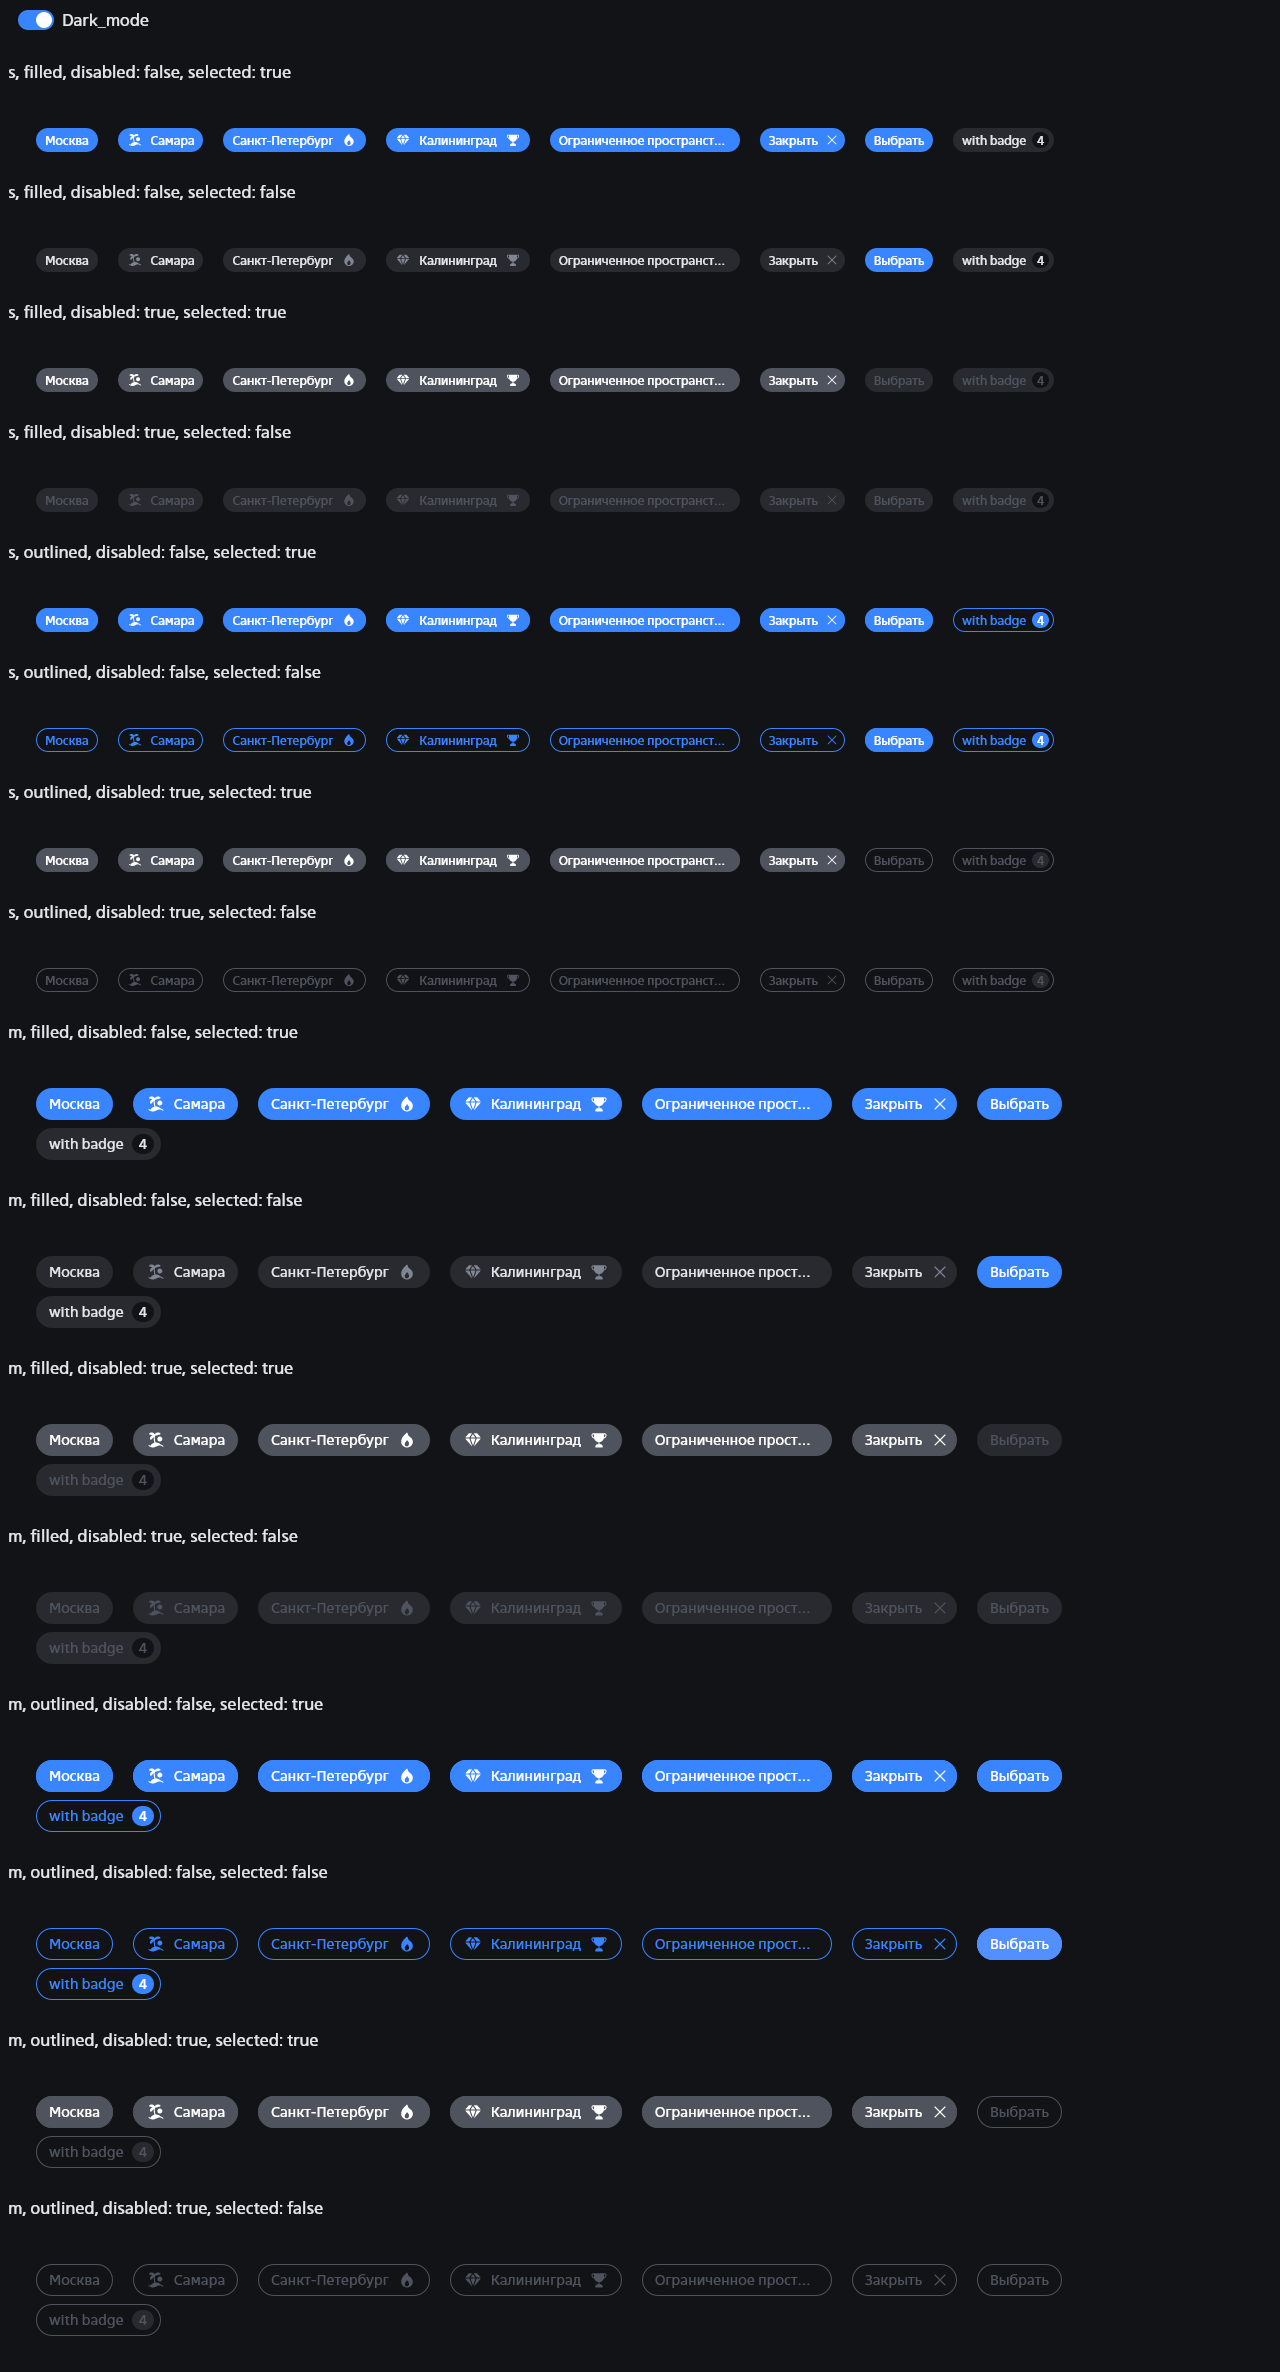 Dark_mode
s, filled, disabled: false, selected: true
Москва Самара Санкт-Петербург Калининград Ограниченное пространст... Закрыть Выбрать with badge 4
s, filled, disabled: false, selected: false
Москва Самара Санкт-Петербург Калининград Ограниченное пространст... Закрыть Выбрать with badge 4
s, filled, disabled: true, selected: true
Москва Самара Санкт-Петербург Калининград Ограниченное пространст... Закрыть Выбрать with badge 4
s, filled, disabled: true, selected: false
Москва Самара Санкт-Петербург Калининград Ограниченное пространст... Закрыть Выбрать with badge 4
s, outlined, disabled: false, selected: true
Москва Самара Санкт-Петербург Калининград Ограниченное пространст... Закрыть Выбрать with badge 4
s, outlined, disabled: false, selected: false
Москва Самара Санкт-Петербург Калининград Ограниченное пространст... Закрыть Выбрать with badge 4
s, outlined, disabled: true, selected: true
Москва Самара Санкт-Петербург Калининград Ограниченное пространст... Закрыть Выбрать with badge 4
s, outlined, disabled: true, selected: false
Москва Самара Санкт-Петербург Калининград Ограниченное пространст... Закрыть Выбрать with badge 4
m, filled, disabled: false, selected: true
Москва Самара Санкт-Петербург Калининград Ограниченное прост... Закрыть Выбрать
with badge 4
m, filled, disabled: false, selected: false
Москва Самара Санкт-Петербург Калининград Ограниченное прост... Закрыть Выбрать
with badge 4
m, filled, disabled: true, selected: true
Москва Самара Санкт-Петербург Калининград Ограниченное прост... Закрыть Выбрать
with badge 4
m, filled, disabled: true, selected: false
Москва Самара Санкт-Петербург Калининград Ограниченное прост... Закрыть Выбрать
with badge 4
m, outlined, disabled: false, selected: true
Москва Самара Санкт-Петербург Калининград Ограниченное прост... Закрыть Выбрать
with badge 4
m, outlined, disabled: false, selected: false
Москва Самара Санкт-Петербург Калининград Ограниченное прост... Закрыть Выбрать
with badge 4
m, outlined, disabled: true, selected: true
Москва Самара Санкт-Петербург Калининград Ограниченное прост... Закрыть Выбрать
with badge 4
m, outlined, disabled: true, selected: false
Москва Самара Санкт-Петербург Калининград Ограниченное прост... Закрыть Выбрать
with badge 4